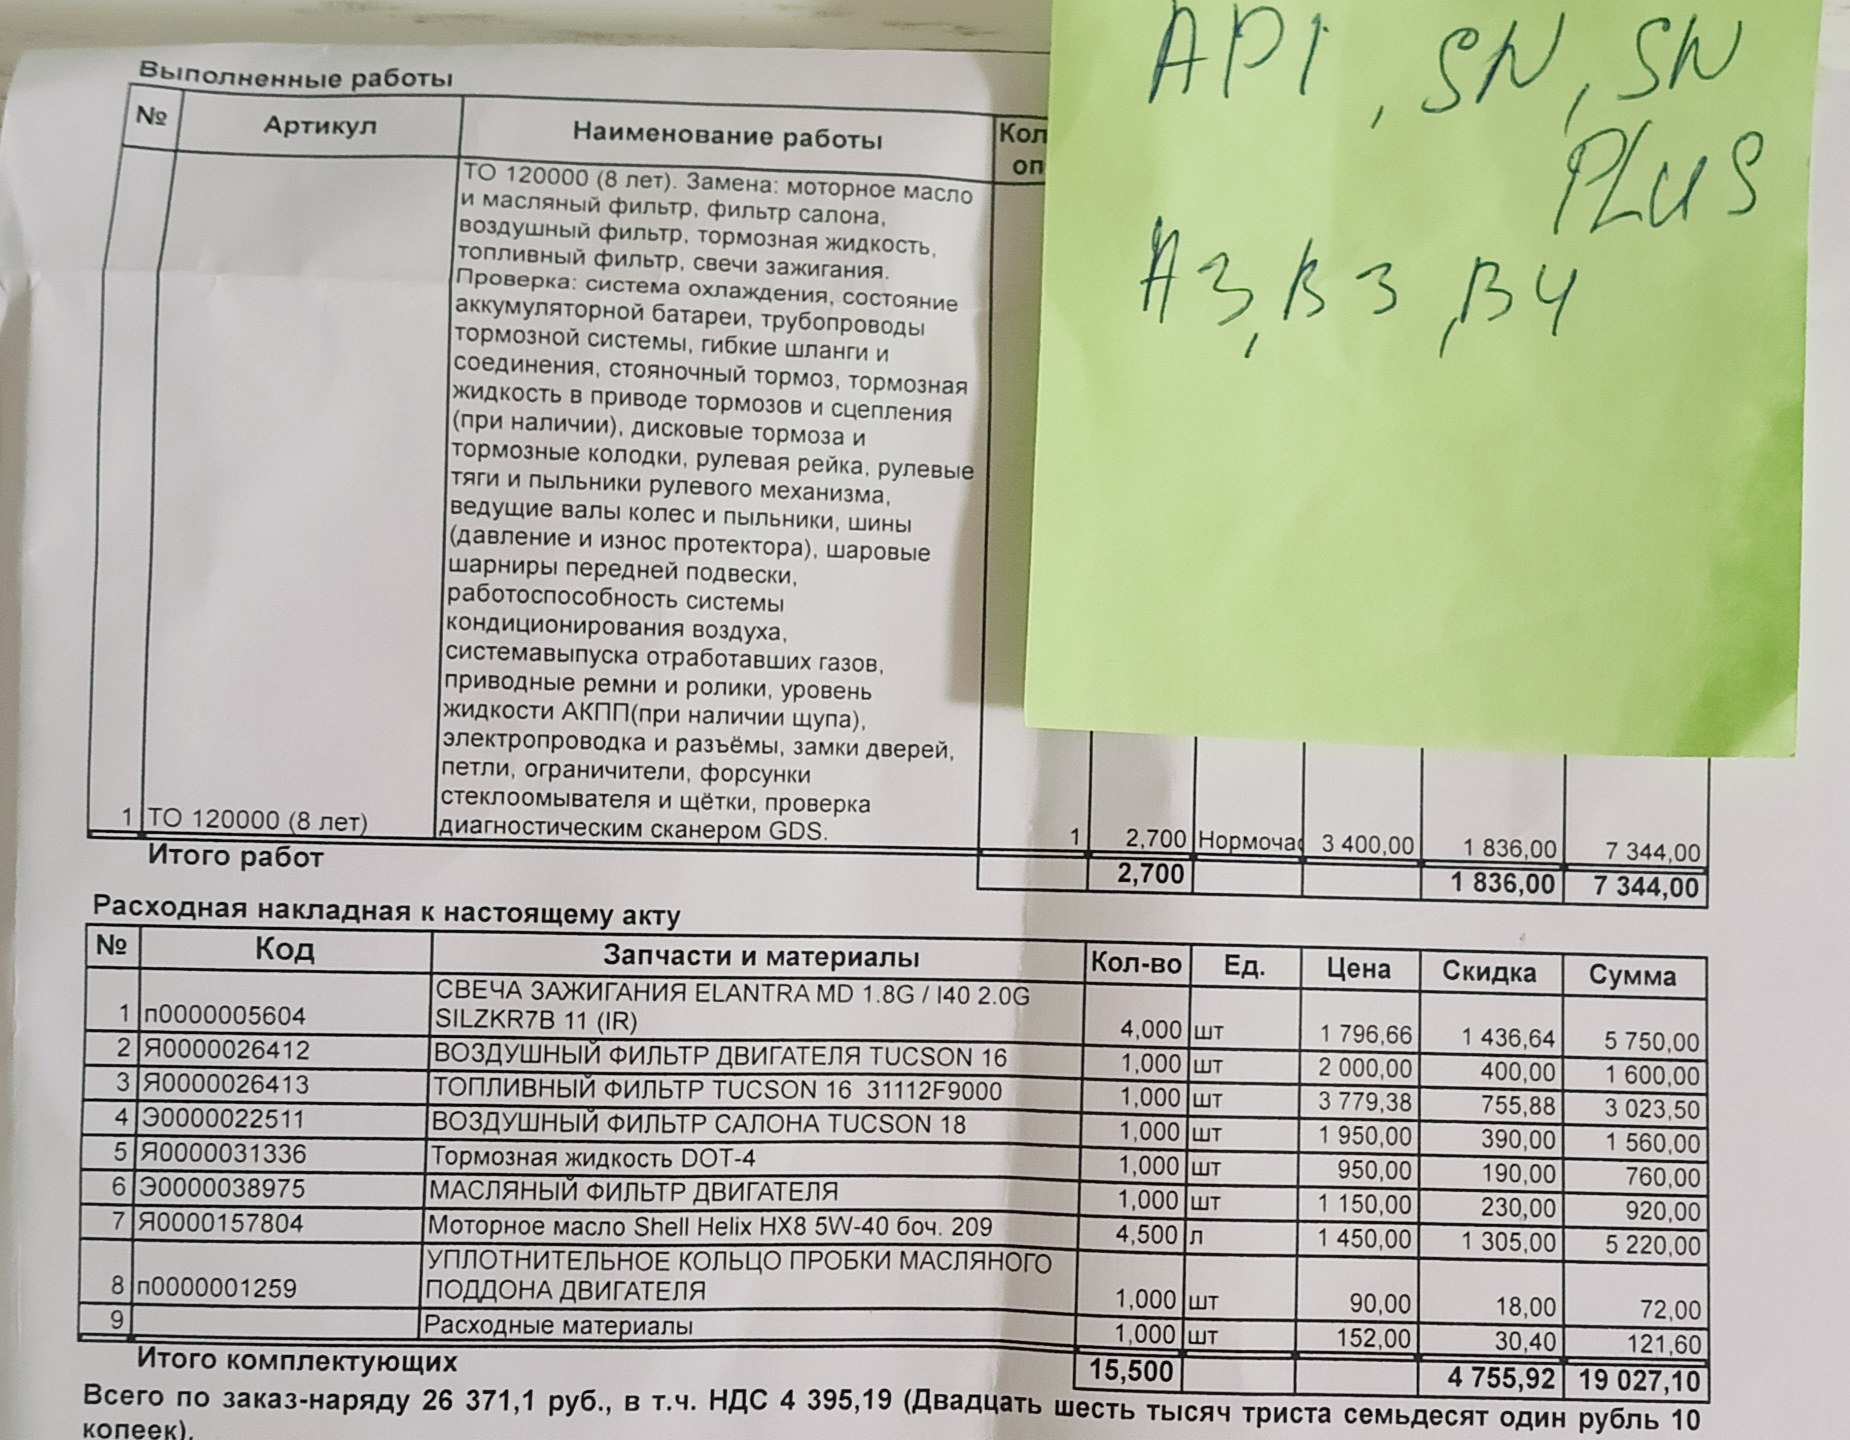 API, SN, SN
PLUS
A3, B3, B4
Выполненные работы
№ Артикул Наименование работы Кол оп
ТО 120000 (8 лет). Замена: моторное масло
и масляный фильтр, фильтр салона,
воздушный фильтр, тормозная жидкость,
топливный фильтр, свечи зажигания.
Проверка: система охлаждения, состояние
аккумуляторной батареи, трубопроводы
тормозной системы, гибкие шланги и
соединения, стояночный тормоз, тормозная
жидкость в приводе тормозов и сцепления
(при наличии), дисковые тормоза и
тормозные колодки, рулевая рейка, рулевые
тяги и пыльники рулевого механизма,
ведущие валы колес и пыльники, шины
(давление и износ протектора), шаровые
шарниры передней подвески,
работоспособность системы
кондиционирования воздуха,
системавыпуска отработавших газов,
приводные ремни и ролики, уровень
жидкости АКПП(при наличии щупа),
электропроводка и разъёмы, замки дверей,
петли, ограничители, форсунки
стеклоомывателя и щётки, проверка
1 ТО 120000 (8 лет) диагностическим сканером GDS. 1 2,700 Нормочас 3 400,00 1 836,00 7 344,00
Итого работ 2,700 1 836,00 7 344,00
Расходная накладная к настоящему акту
№ Код Запчасти и материалы Кол-во Ед. Цена Скидка Сумма
СВЕЧА ЗАЖИГАНИЯ ELANTRA MD 1.8G / I40 2.0G
1 п0000005604 SILZKR7B 11 (IR) 4,000 шт 1 796,66 1 436,64 5 750,00
2 Я0000026412 ВОЗДУШНЫЙ ФИЛЬТР ДВИГАТЕЛЯ TUCSON 16 1,000 шт 2 000,00 400,00 1 600,00
3 Я0000026413 ТОПЛИВНЫЙ ФИЛЬТР TUCSON 16 31112F9000 1,000 шт 3 779,38 755,88 3 023,50
4 Э0000022511 ВОЗДУШНЫЙ ФИЛЬТР САЛОНА TUCSON 18 1,000 шт 1 950,00 390,00 1 560,00
5 Я0000031336 Тормозная жидкость DOT-4 1,000 шт 950,00 190,00 760,00
6 Э0000038975 МАСЛЯНЫЙ ФИЛЬТР ДВИГАТЕЛЯ 1,000 шт 1 150,00 230,00 920,00
7 Я0000157804 Моторное масло Shell Helix HX8 5W-40 боч. 209 4,500 л 1 450,00 1 305,00 5 220,00
УПЛОТНИТЕЛЬНОЕ КОЛЬЦО ПРОБКИ МАСЛЯНОГО
8 п0000001259 ПОДДОНА ДВИГАТЕЛЯ 1,000 шт 90,00 18,00 72,00
9 Расходные материалы 1,000 шт 152,00 30,40 121,60
Итого комплектующих 15,500 4 755,92 19 027,10
Всего по заказ-наряду 26 371,1 руб., в т.ч. НДС 4 395,19 (Двадцать шесть тысяч триста семьдесят один рубль 10
копеек).